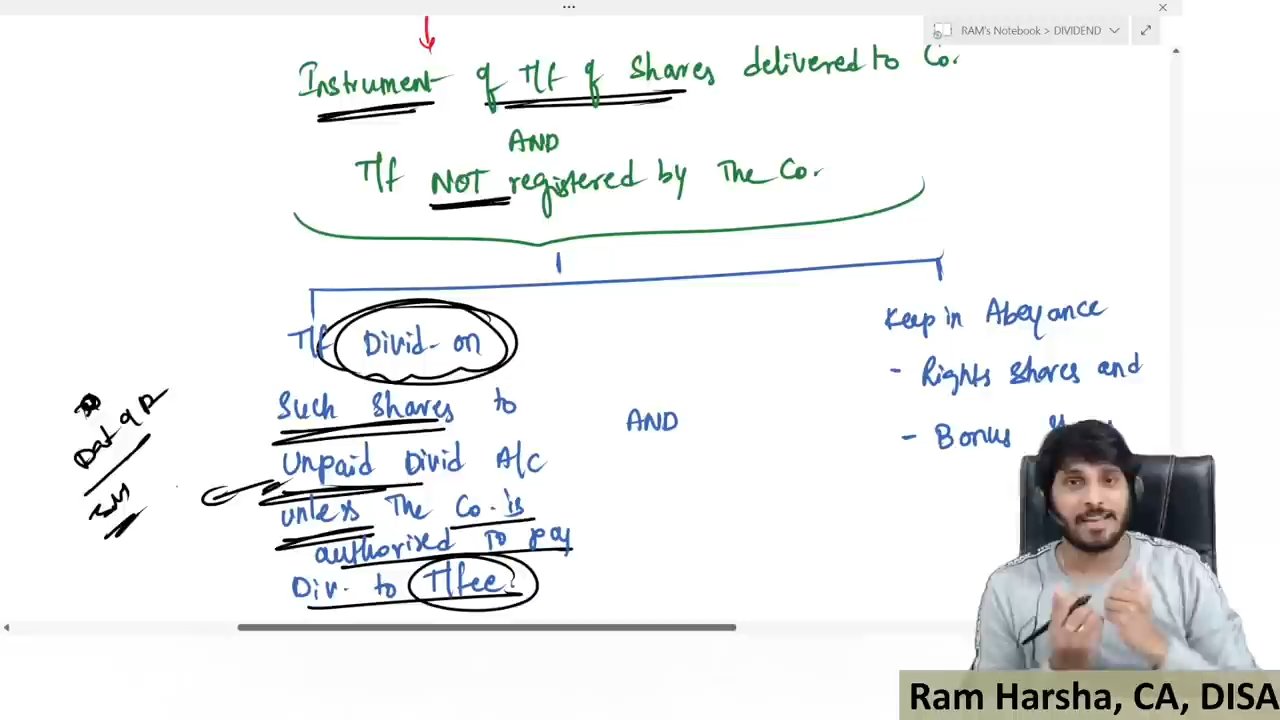 RAM's Notebook > DIVIDEND
Instrument of T/f of Shares delivered to Co.
AND
T/f NOT registered by The Co.
T/f Divid- on
Such Shares to
Unpaid Divid A/C
unless The Co. is
authorised To pay
Div. to T/fee.
AND
Keep in Abeyance
- Rights shares and
- Bonus
Ram Harsha, CA, DISA